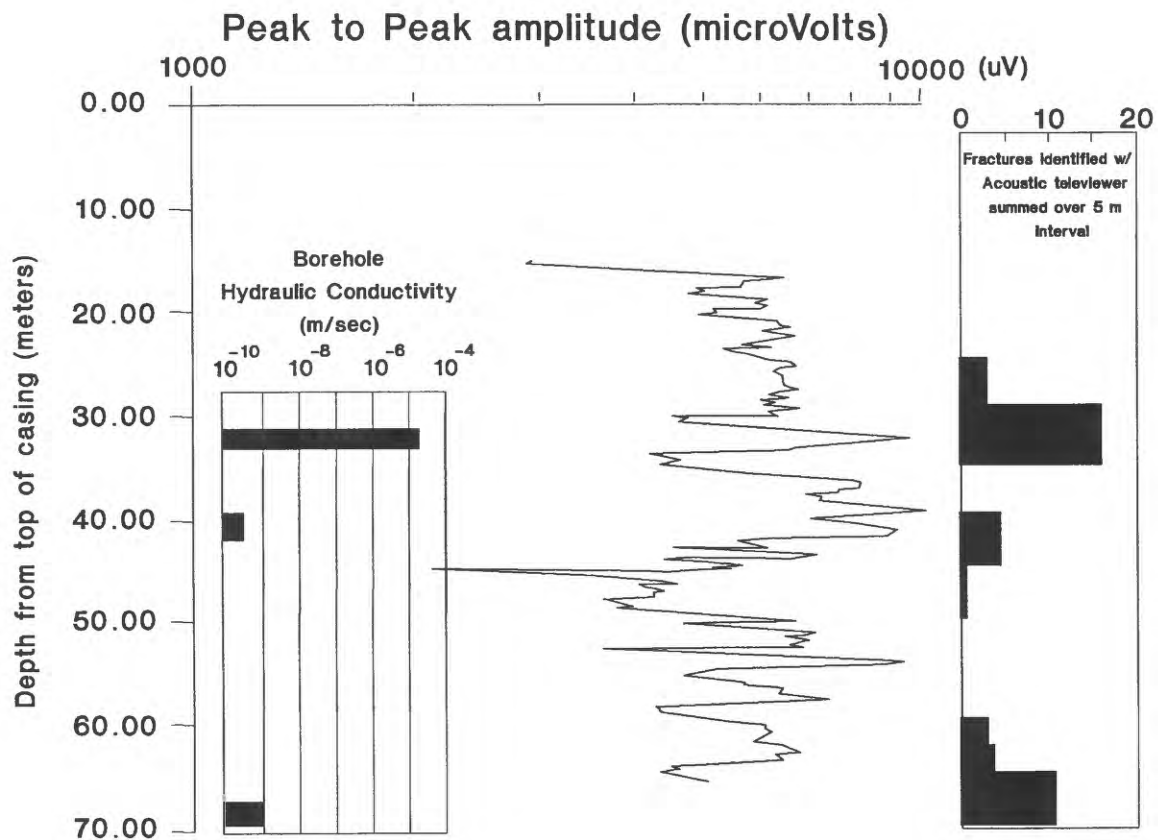 Peak to Peak amplitude (microVolts)
1000 10000 (uV)
0.00
10.00
20.00
30.00
40.00
50.00
60.00
70.00
Depth from top of casing (meters)
Borehole
Hydraulic Conductivity
(m/sec)
10⁻¹⁰ 10⁻⁸ 10⁻⁶ 10⁻⁴
0 10 20
Fractures Identified w/
Acoustic televiewer
summed over 5 m
Interval